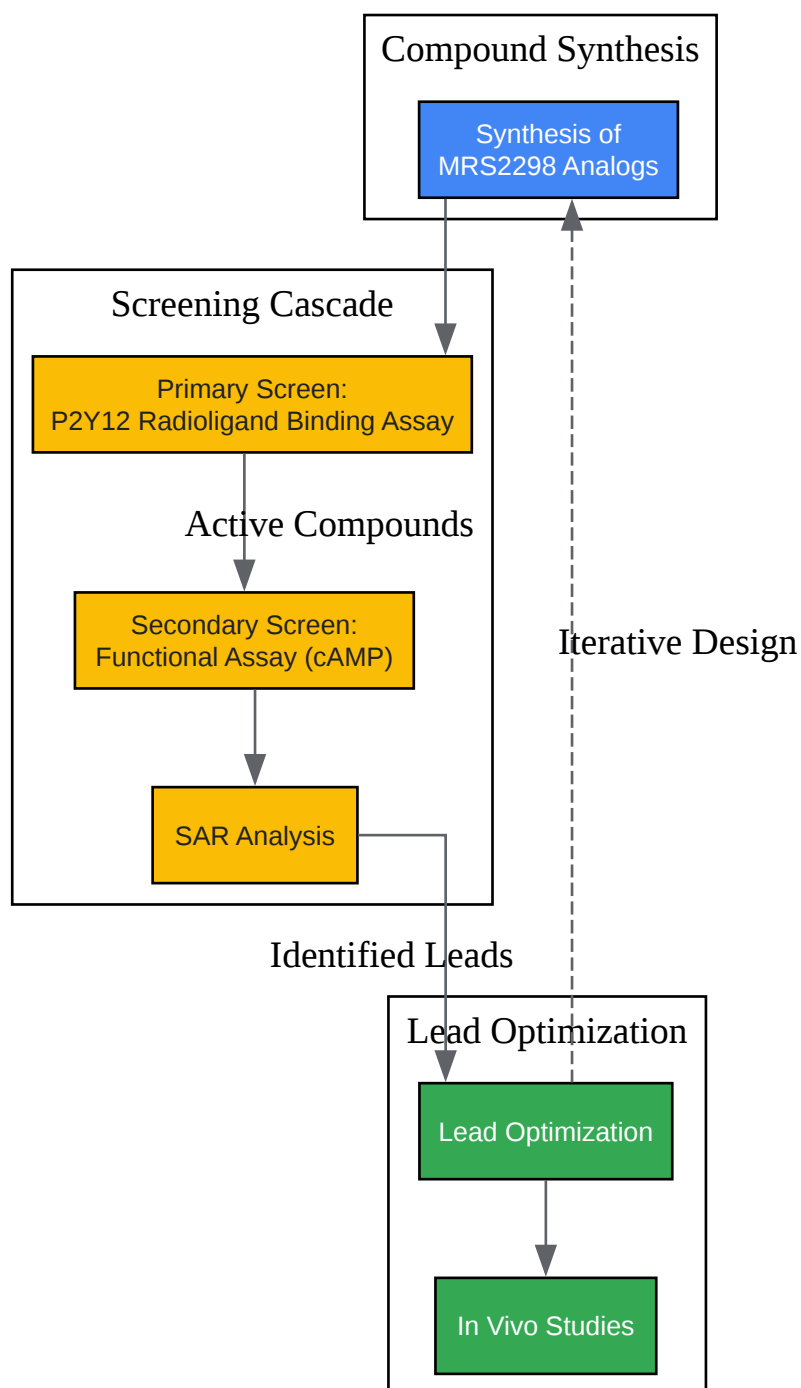 Compound Synthesis
Synthesis of
MRS2298 Analogs
Screening Cascade
Primary Screen:
P2Y12 Radioligand Binding Assay
Active Compounds
Secondary Screen:
Functional Assay (cAMP)
Iterative Design
SAR Analysis
Identified Leads
Lead Optimization
Lead Optimization
In Vivo Studies